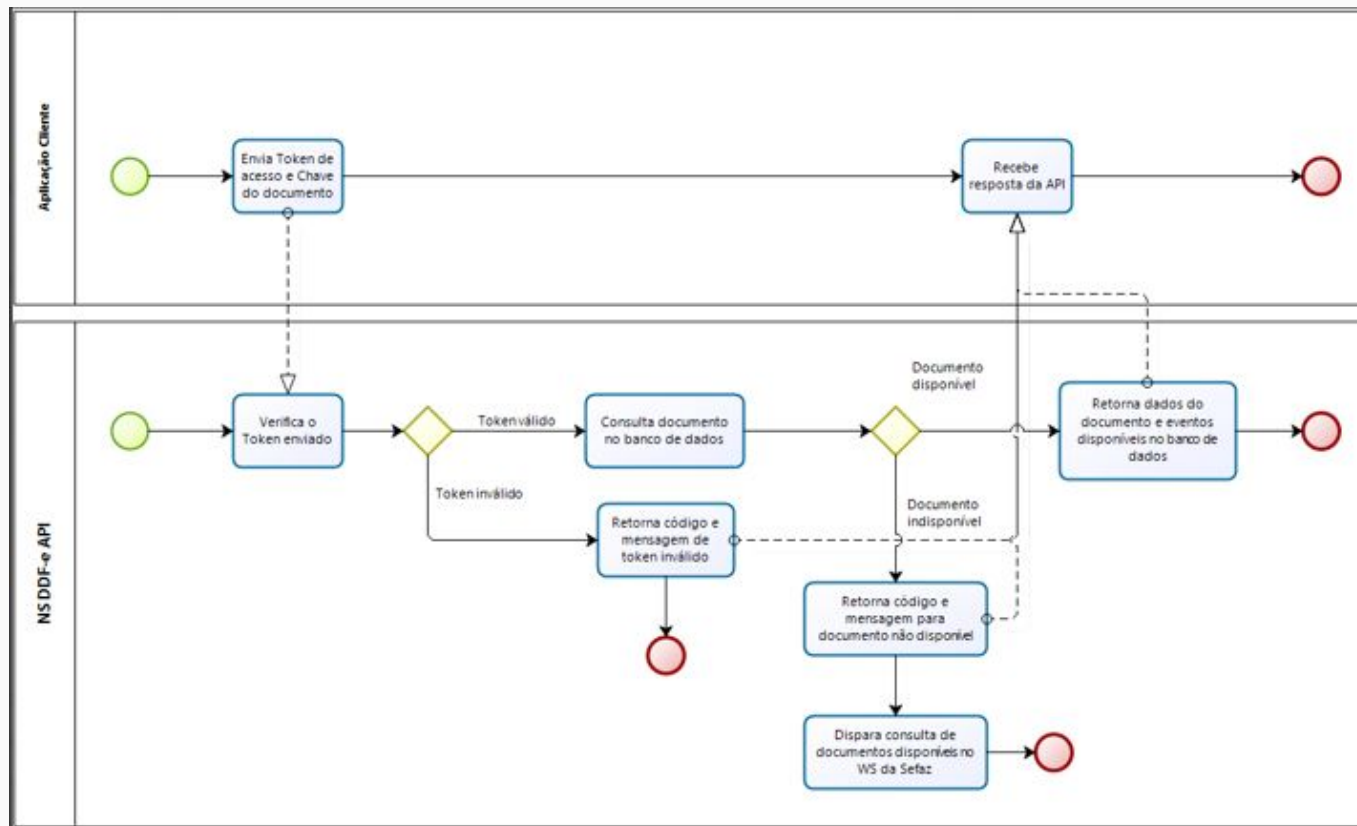 Aplicação Cliente
Envia Token de
acesso e Chave
do documento
Recebe
resposta da API
NS DDF-e API
Verifica o
Token enviado
Token válido
Token inválido
Consulta documento
no banco de dados
Retorna código e
mensagem de
token inválido
Documento
disponível
Documento
indisponível
Retorna dados do
documento e eventos
disponíveis no banco de
dados
Retorna código e
mensagem para
documento não disponível
Dispara consulta de
documentos disponíveis no
WS da Sefaz